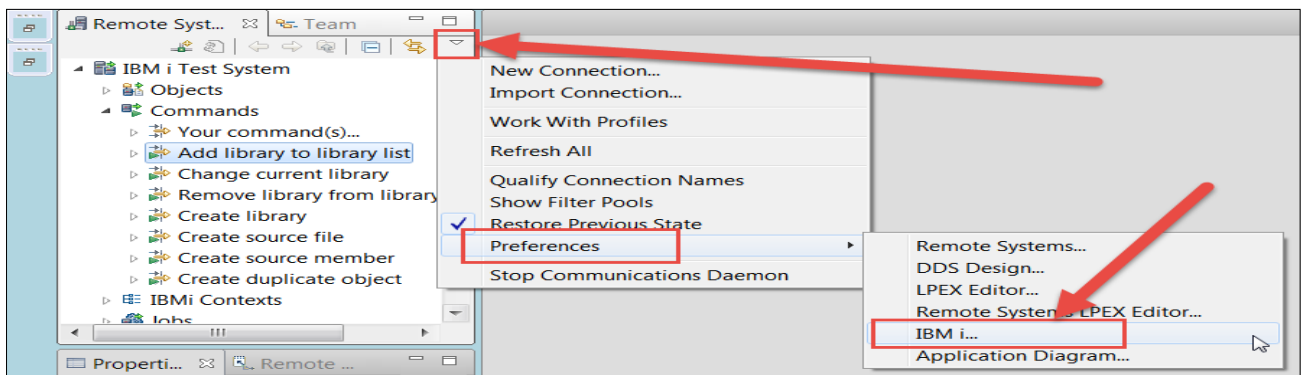 Remote Syst...
Team
IBM i Test System
Objects
Commands
Your command(s)...
Add library to library list
Change current library
Remove library from library
Create library
Create source file
Create source member
Create duplicate object
IBMi Contexts
Jobs
Properti...
Remote ...
New Connection...
Import Connection...
Work With Profiles
Refresh All
Qualify Connection Names
Show Filter Pools
Restore Previous State
Preferences
Stop Communications Daemon
Remote Systems...
DDS Design...
LPEX Editor...
Remote Systems LPEX Editor...
IBM i...
Application Diagram...